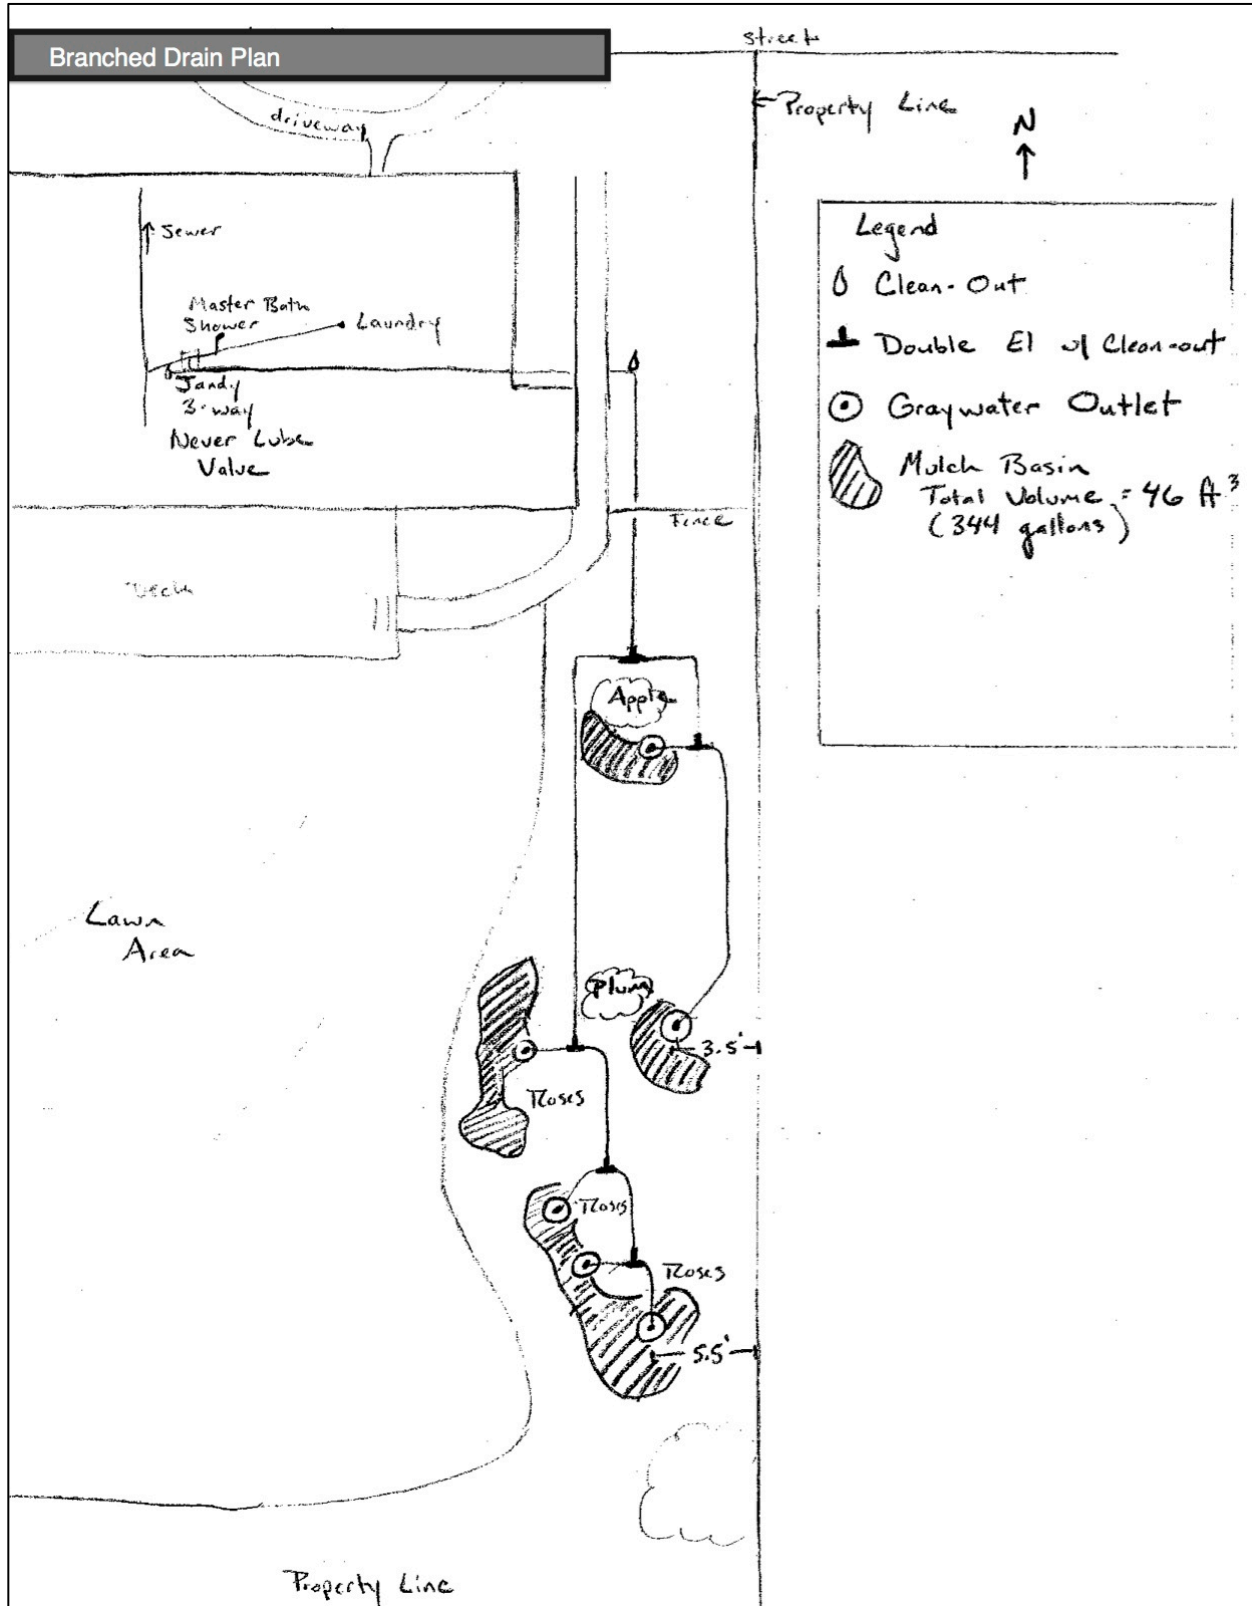 Branched Drain Plan
street
Property Line
N
driveway
Sewer
Master Bath
Shower
Laundry
Jandy
3-way
Never Lube
Valve
Legend
Clean-Out
Double El w/ Clean-out
Graywater Outlet
Mulch Basin
Total Volume = 46 ft³
(344 gallons)
Fence
Deck
Apple
Lawn
Area
Plum
3.5'
Roses
Roses
Roses
5.5'
Property Line